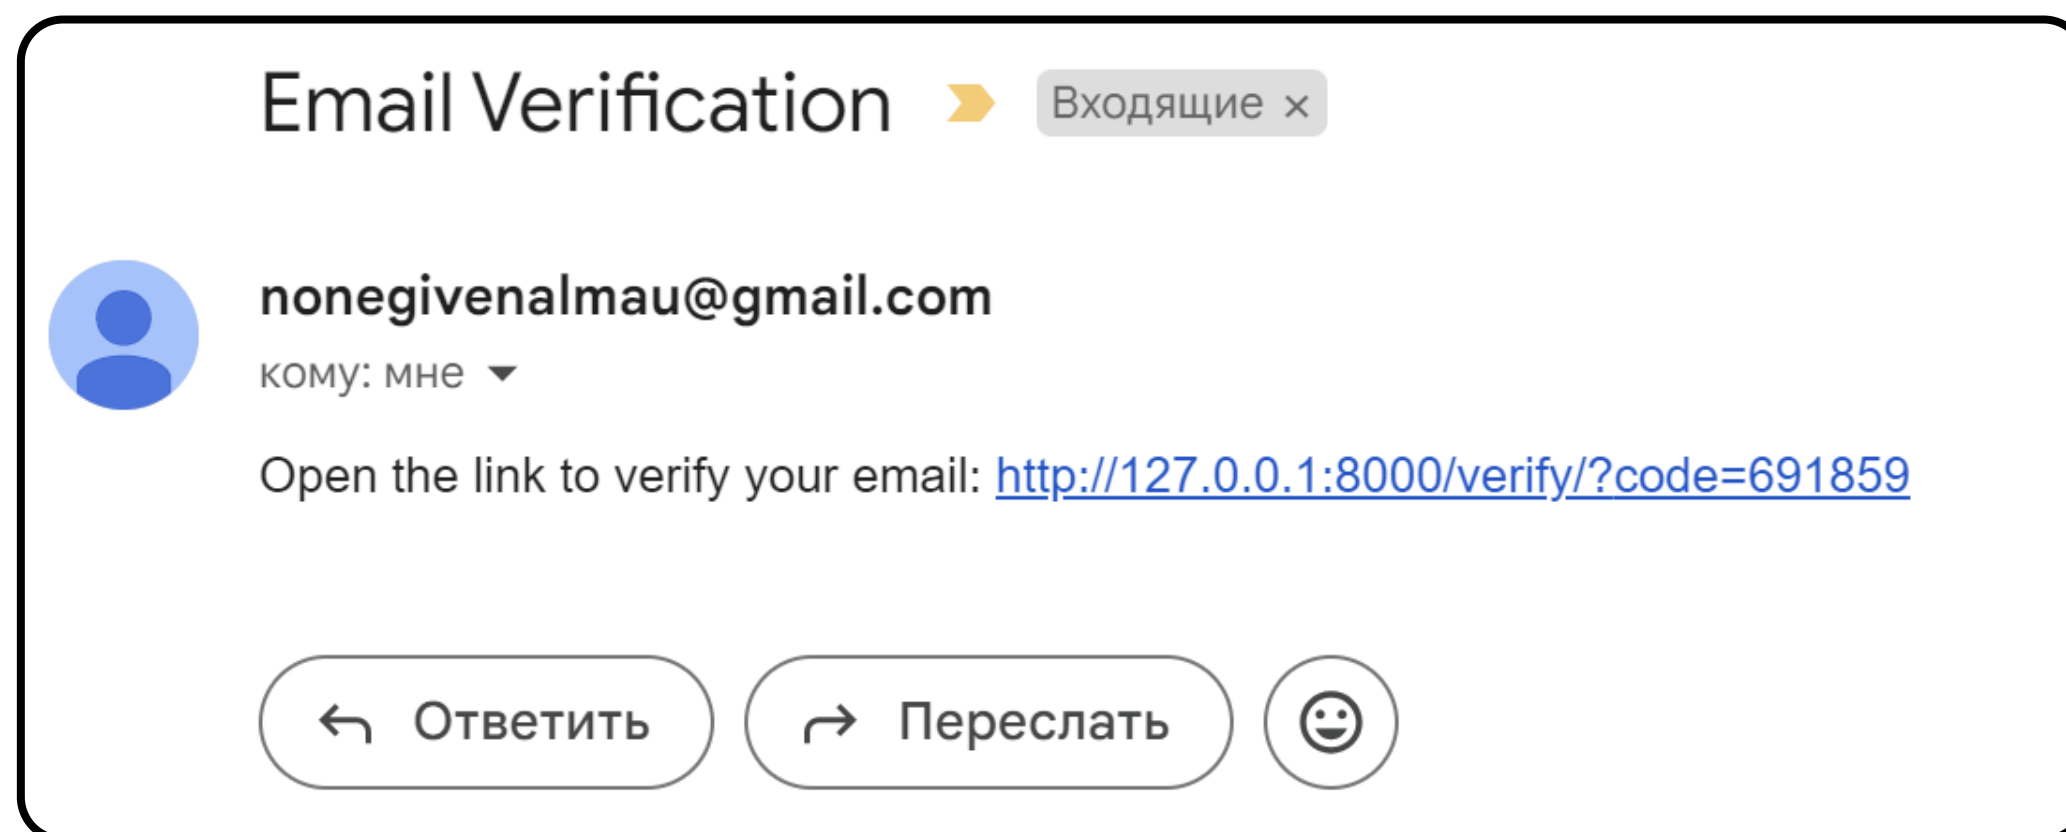 Email Verification Входящие ×
nonegivenalmau@gmail.com
кому: мне
Open the link to verify your email: http://127.0.0.1:8000/verify/?code=691859
Ответить Переслать